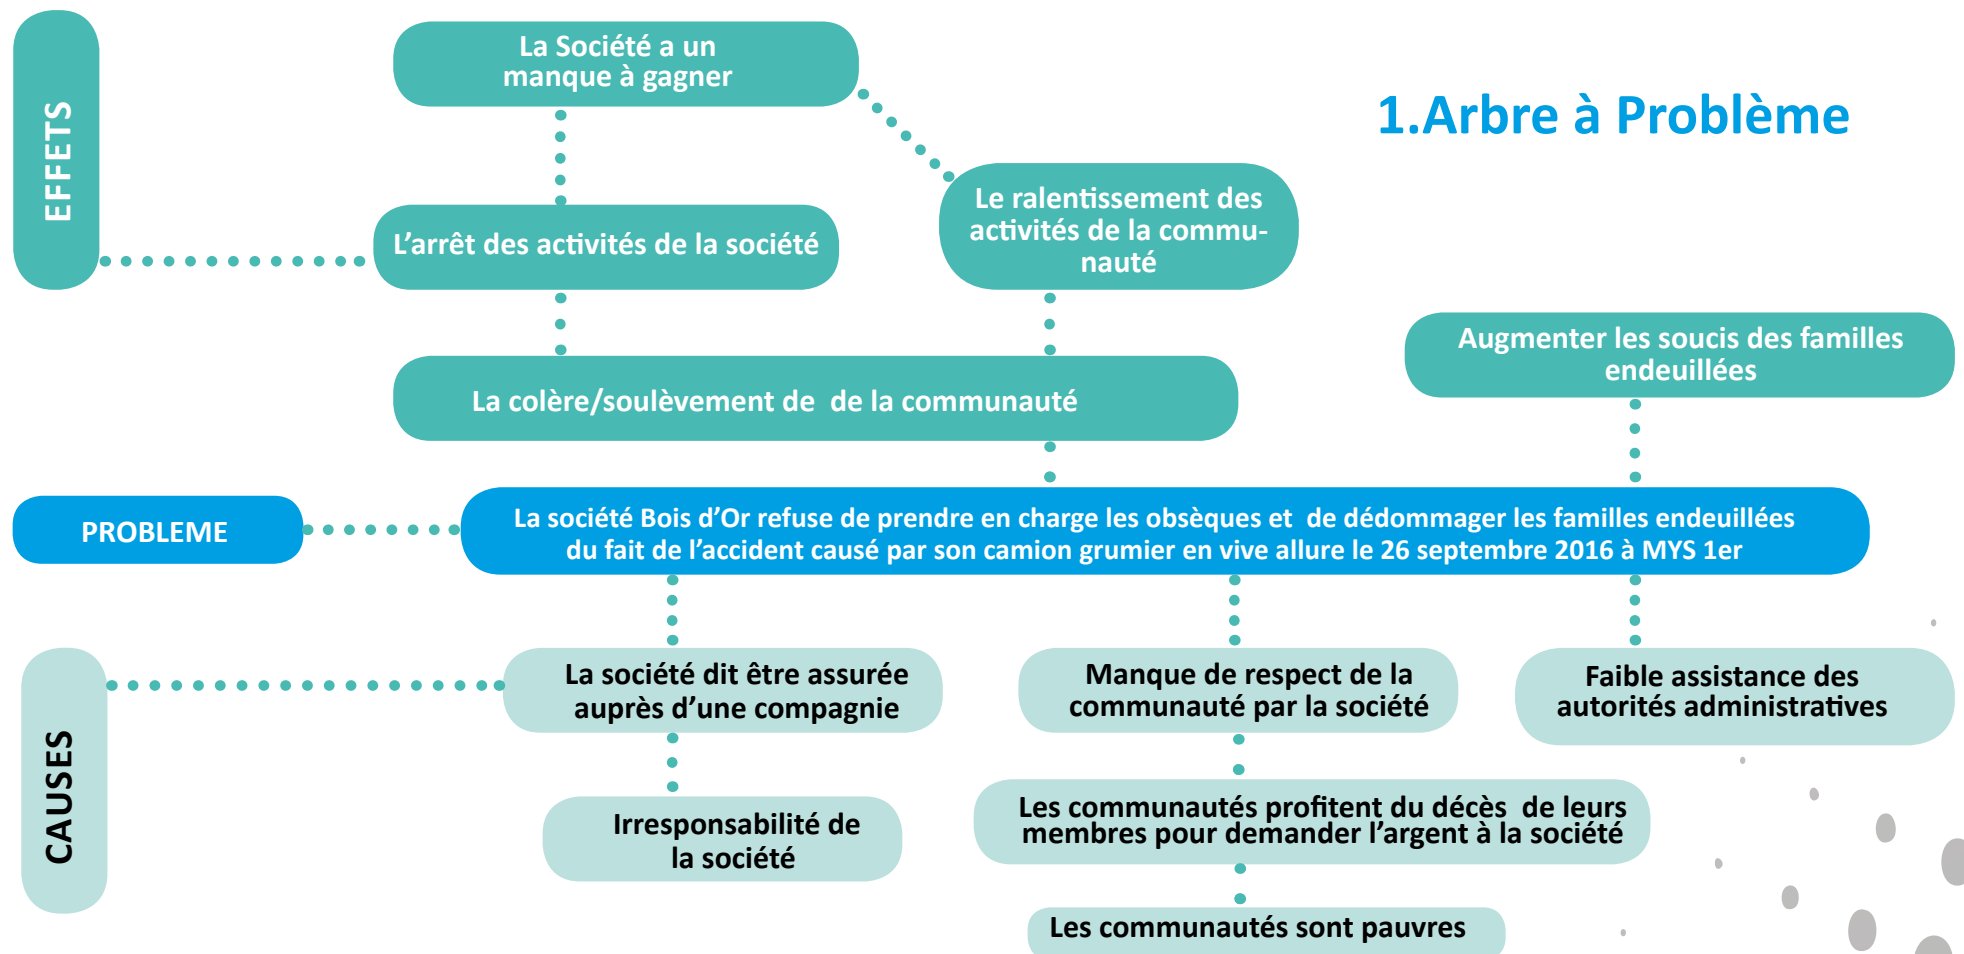 EFFETS
La Société a un
manque à gagner
1.Arbre à Problème
L’arrêt des activités de la société
Le ralentissement des
activités de la commu-
nauté
La colère/soulèvement de  de la communauté
Augmenter les soucis des familles
endeuillées
PROBLEME
La société Bois d’Or refuse de prendre en charge les obsèques et  de dédommager les familles endeuillées
du fait de l’accident causé par son camion grumier en vive allure le 26 septembre 2016 à MYS 1er
CAUSES
La société dit être assurée
auprès d’une compagnie
Manque de respect de la
communauté par la société
Faible assistance des
autorités administratives
Irresponsabilité de
la société
Les communautés profitent du décès  de leurs
membres pour demander l’argent à la société
Les communautés sont pauvres